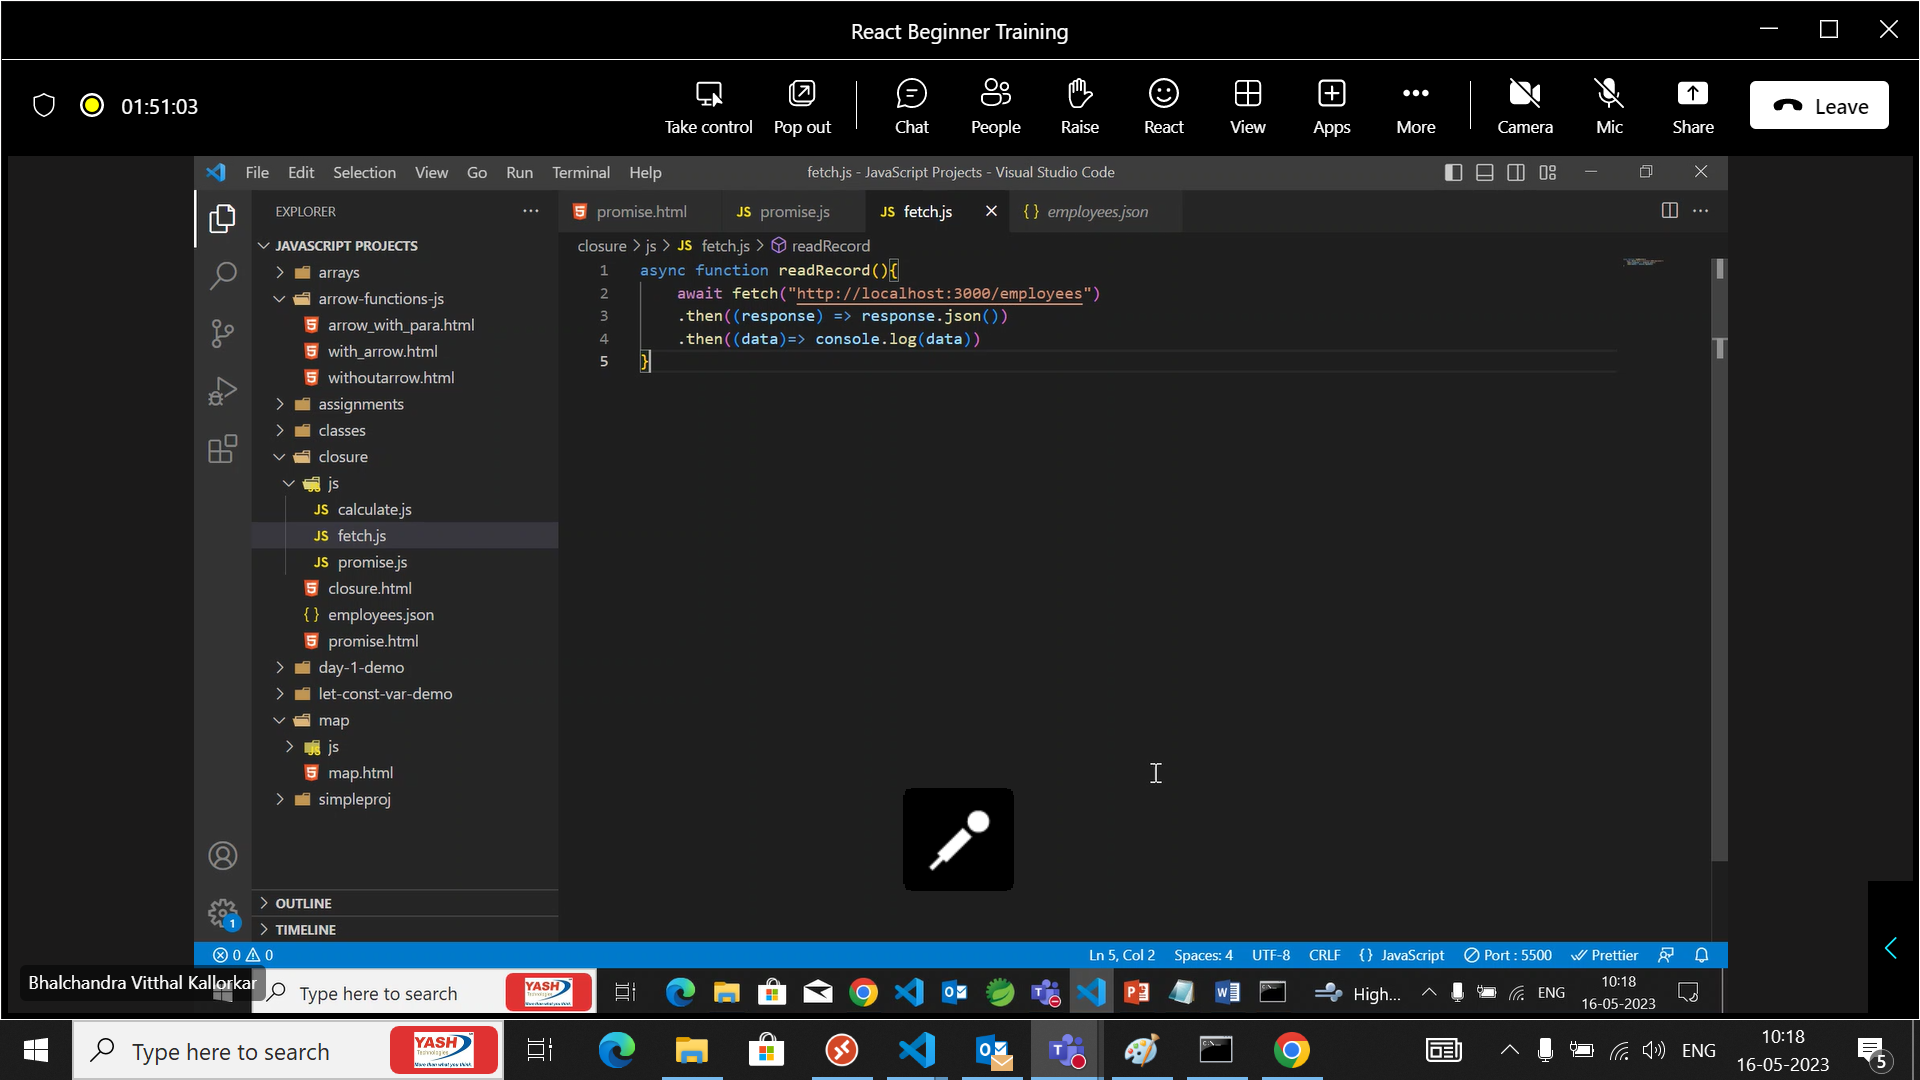 React Beginner Training
01:51:03
Take control
Pop out
Chat
People
Raise
React
View
Apps
More
Camera
Mic
Share
Leave
File Edit Selection View Go Run Terminal Help
fetch.js - JavaScript Projects - Visual Studio Code
EXPLORER
promise.html
JS promise.js
JS fetch.js
{ } employees.json
closure > js > JS fetch.js > readRecord
JAVASCRIPT PROJECTS
arrays
arrow-functions-js
arrow_with_para.html
with_arrow.html
withoutarrow.html
assignments
classes
closure
js
JS calculate.js
JS fetch.js
JS promise.js
closure.html
{ } employees.json
promise.html
day-1-demo
let-const-var-demo
map
js
map.html
simpleproj
OUTLINE
TIMELINE
1 async function readRecord(){
2 await fetch("http://localhost:3000/employees")
3 .then((response) => response.json())
4 .then((data)=> console.log(data))
5 }
1
0 0
Ln 5, Col 2
Spaces: 4
UTF-8
CRLF
{ } JavaScript
Port : 5500
Prettier
Bhalchandra Vitthal Kallorkar
Type here to search
YASH
Technologies
High...
ENG
10:18
16-05-2023
Type here to search
YASH
Technologies
ENG
10:18
16-05-2023
5